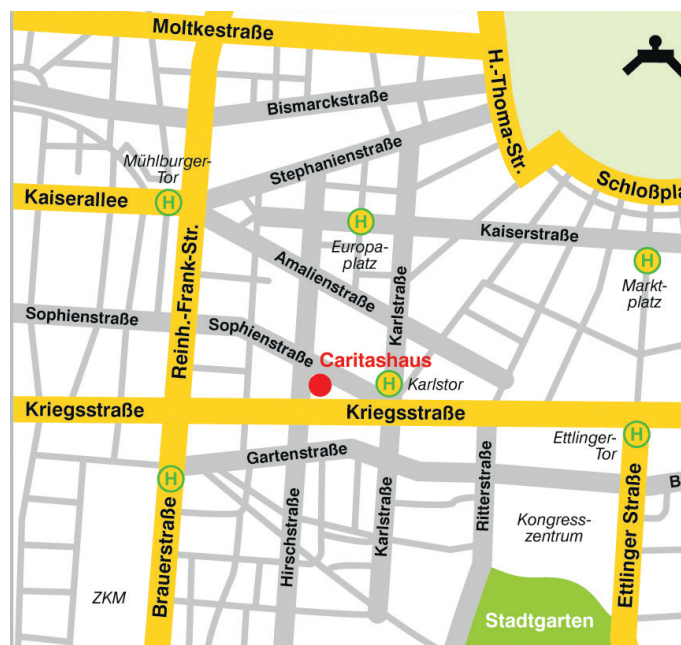 Moltkestraße
H.-Thoma-Str.
Bismarckstraße
Stephanienstraße
Mühlburger-
Tor
H
Kaiserallee
Schloßpla
H
Kaiserstraße
Europa-
platz
H
Markt-
platz
Reinh.-Frank-Str.
Amalienstraße
Karlstraße
Sophienstraße
Sophienstraße
Caritashaus
H
Karlstor
Kriegsstraße
Kriegsstraße
H
Ettlinger-
Tor
Gartenstraße
H
B
Brauerstraße
Hirschstraße
Karlstraße
Ritterstraße
Kongress-
zentrum
Ettlinger Straße
ZKM
Stadtgarten